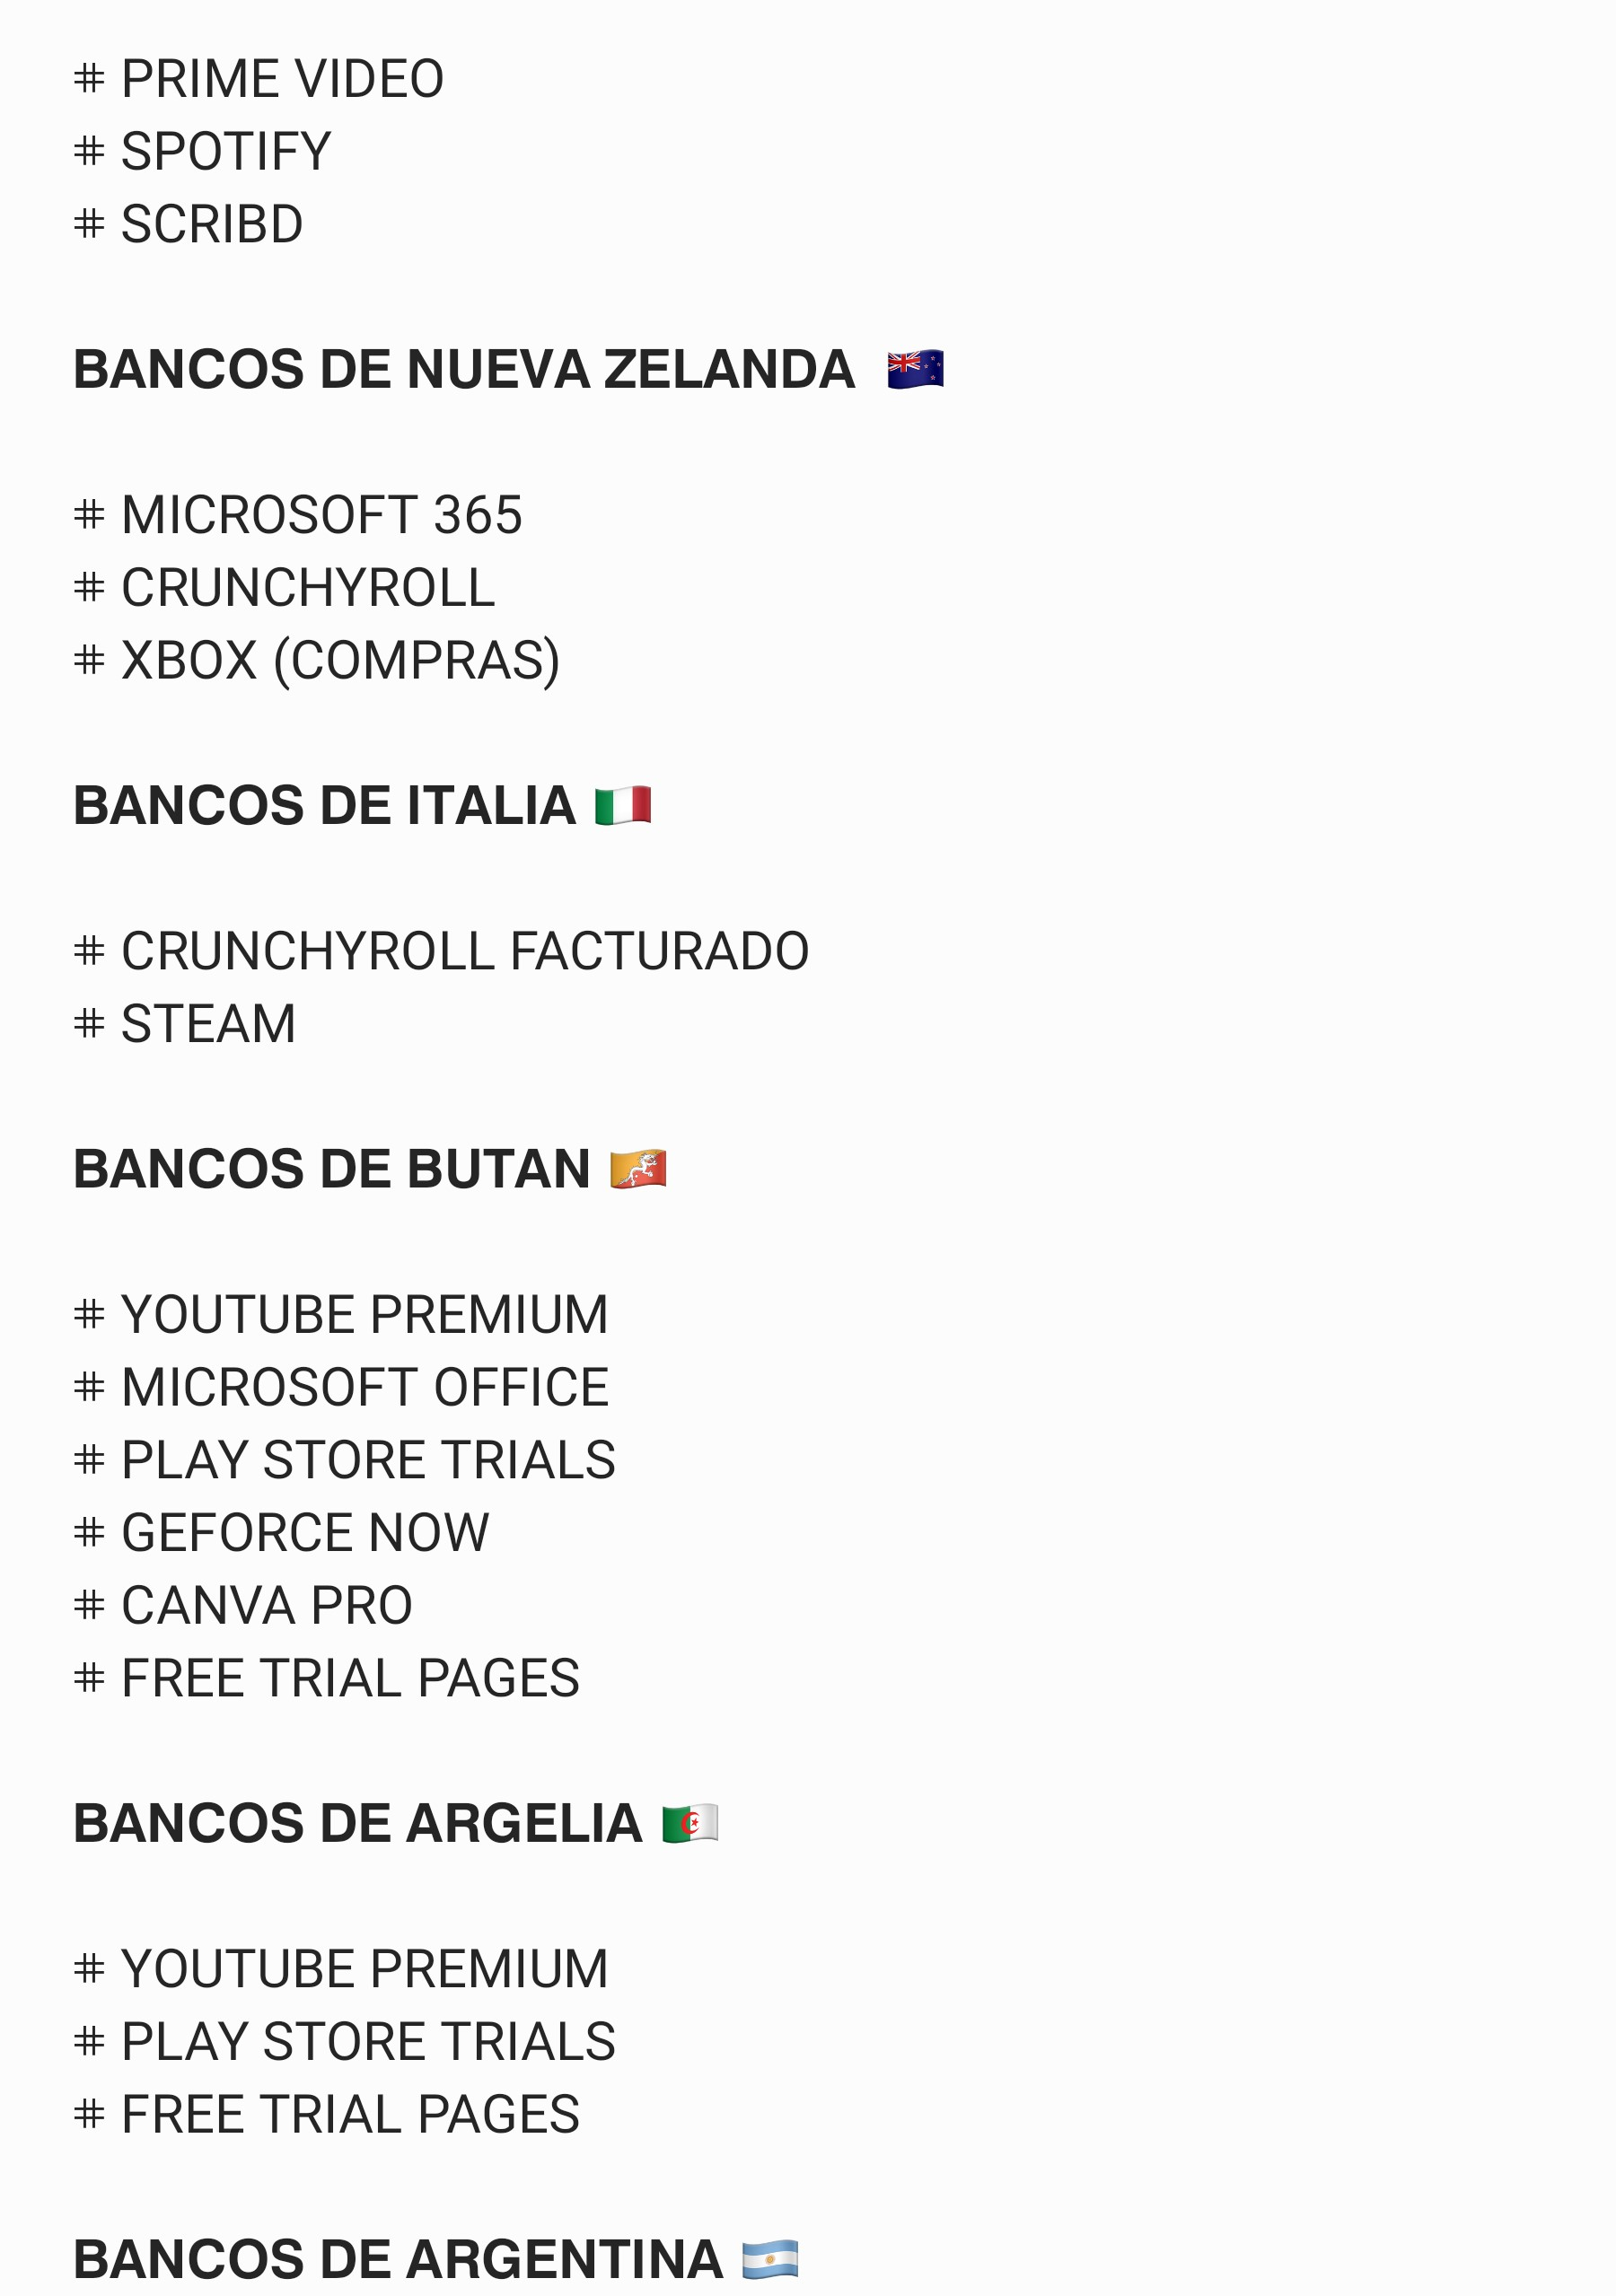 # PRIME VIDEO
# SPOTIFY
# SCRIBD
BANCOS DE NUEVA ZELANDA 🇳🇿
# MICROSOFT 365
# CRUNCHYROLL
# XBOX (COMPRAS)
BANCOS DE ITALIA 🇮🇹
# CRUNCHYROLL FACTURADO
# STEAM
BANCOS DE BUTAN 🇧🇹
# YOUTUBE PREMIUM
# MICROSOFT OFFICE
# PLAY STORE TRIALS
# GEFORCE NOW
# CANVA PRO
# FREE TRIAL PAGES
BANCOS DE ARGELIA 🇩🇿
# YOUTUBE PREMIUM
# PLAY STORE TRIALS
# FREE TRIAL PAGES
BANCOS DE ARGENTINA 🇦🇷